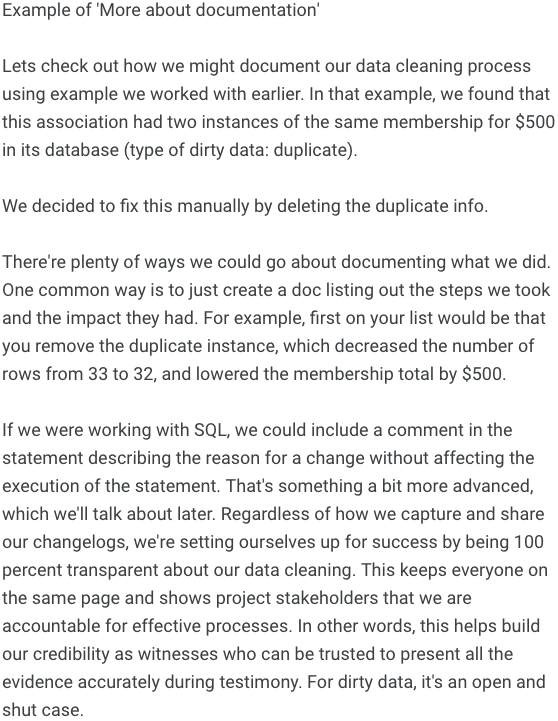 Example of 'More about documentation'
Lets check out how we might document our data cleaning process
using example we worked with earlier. In that example, we found that
this association had two instances of the same membership for $500
in its database (type of dirty data: duplicate).
We decided to fix this manually by deleting the duplicate info.
There're plenty of ways we could go about documenting what we did.
One common way is to just create a doc listing out the steps we took
and the impact they had. For example, first on your list would be that
you remove the duplicate instance, which decreased the number of
rows from 33 to 32, and lowered the membership total by $500.
If we were working with SQL, we could include a comment in the
statement describing the reason for a change without affecting the
execution of the statement. That's something a bit more advanced,
which we'll talk about later. Regardless of how we capture and share
our changelogs, we're setting ourselves up for success by being 100
percent transparent about our data cleaning. This keeps everyone on
the same page and shows project stakeholders that we are
accountable for effective processes. In other words, this helps build
our credibility as witnesses who can be trusted to present all the
evidence accurately during testimony. For dirty data, it's an open and
shut case.